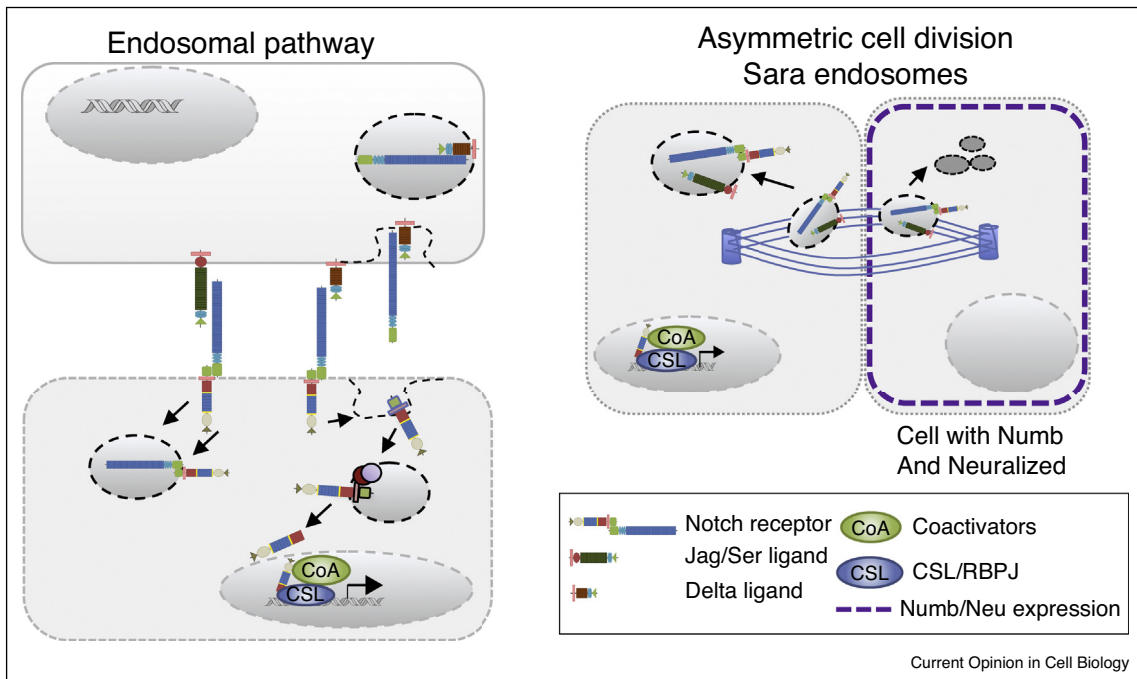 Endosomal pathway
CoA
CSL
Asymmetric cell division
Sara endosomes
CoA
CSL
Cell with Numb
And Neuralized
Notch receptor
Jag/Ser ligand
Delta ligand
CoA Coactivators
CSL CSL/RBPJ
Numb/Neu expression
Current Opinion in Cell Biology